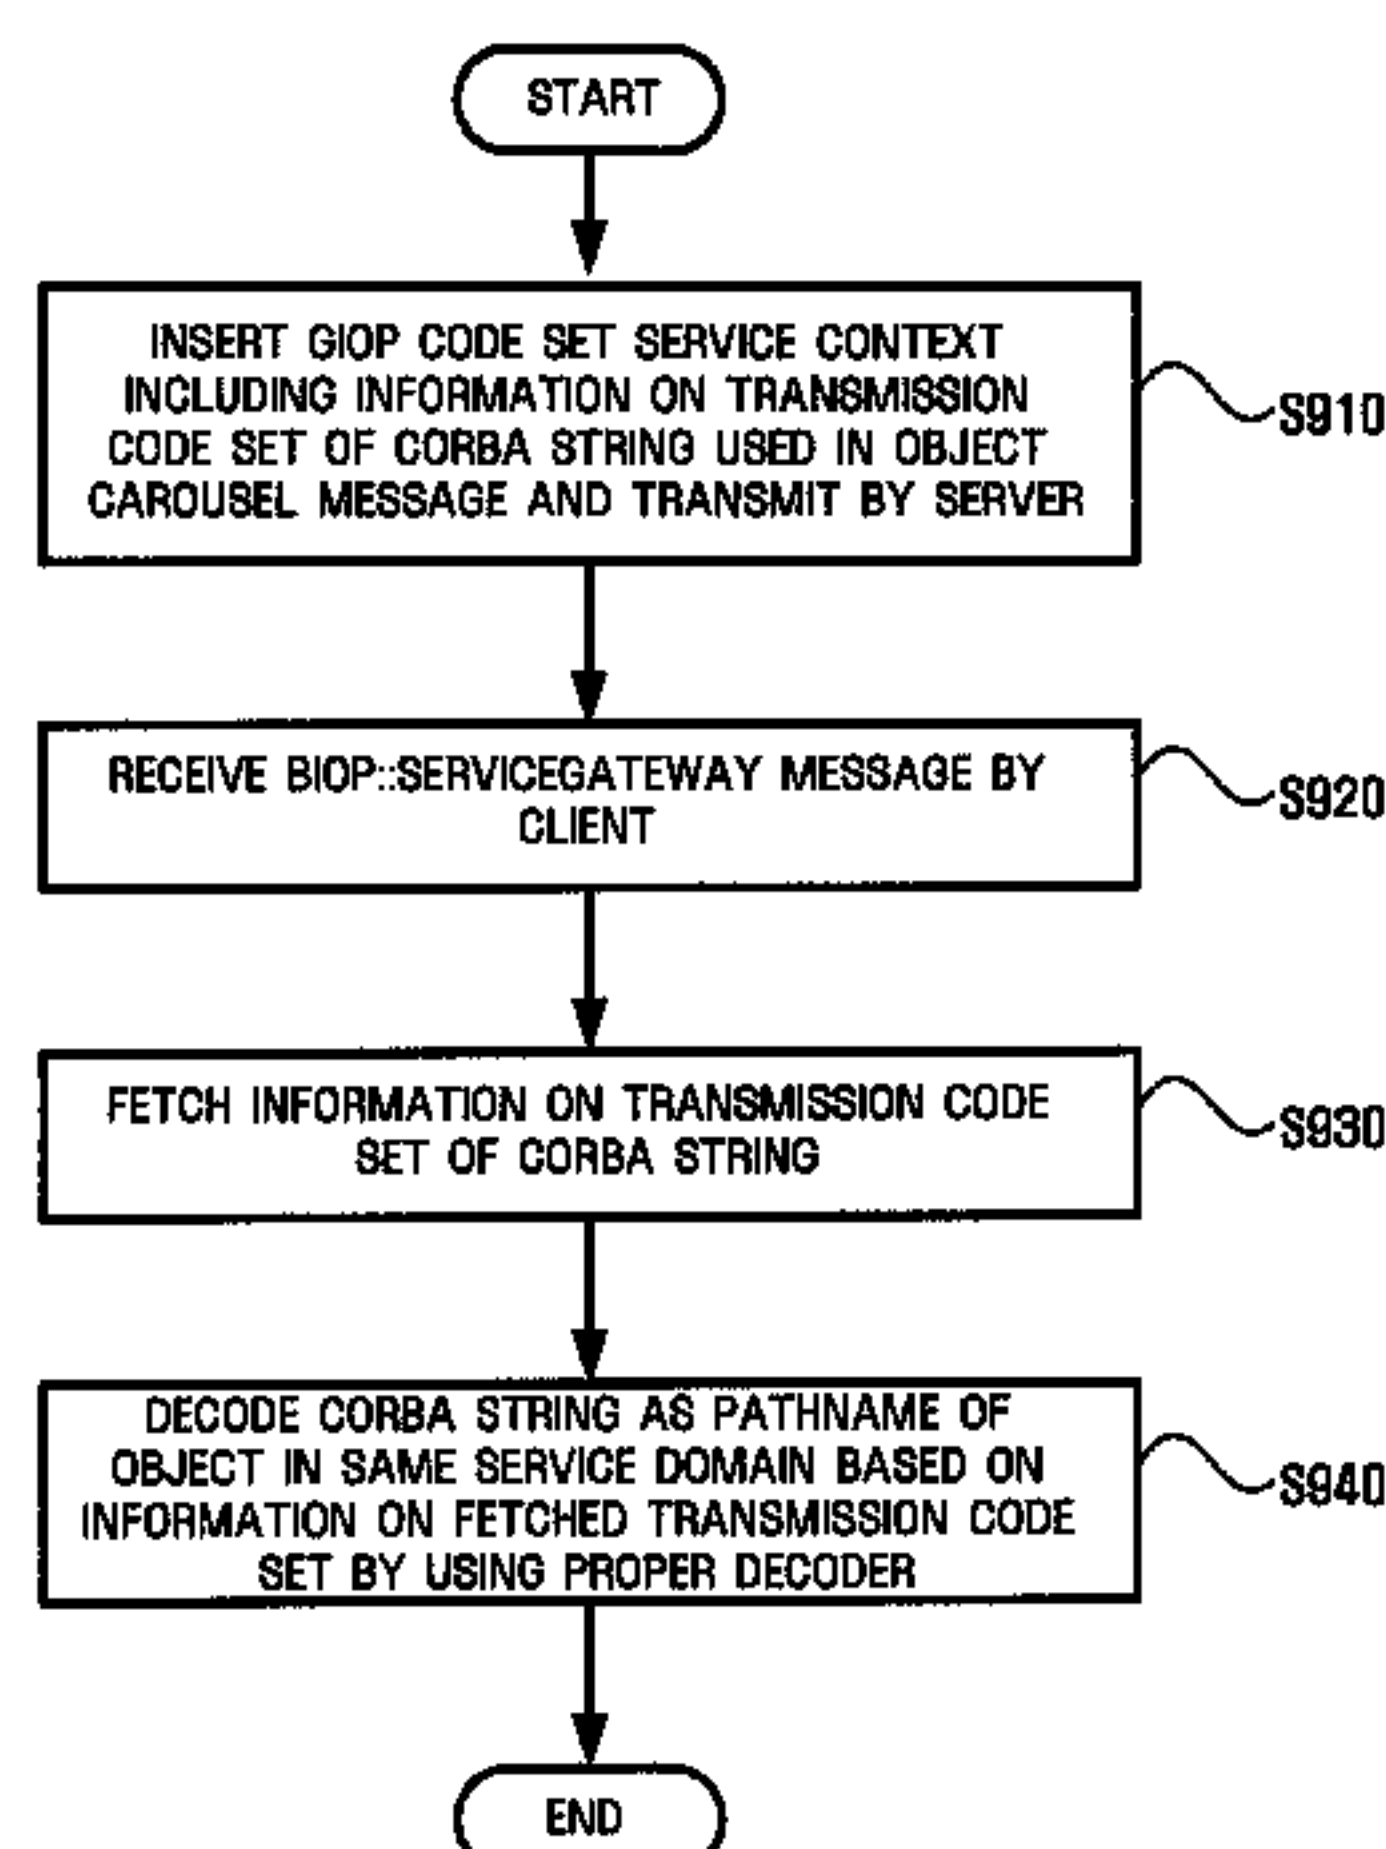 START
INSERT GIOP CODE SET SERVICE CONTEXT
INCLUDING INFORMATION ON TRANSMISSION
CODE SET OF CORBA STRING USED IN OBJECT
CAROUSEL MESSAGE AND TRANSMIT BY SERVER
S910
RECEIVE BIOP::SERVICEGATEWAY MESSAGE BY
CLIENT
S920
FETCH INFORMATION ON TRANSMISSION CODE
SET OF CORBA STRING
S930
DECODE CORBA STRING AS PATHNAME OF
OBJECT IN SAME SERVICE DOMAIN BASED ON
INFORMATION ON FETCHED TRANSMISSION CODE
SET BY USING PROPER DECODER
S940
END